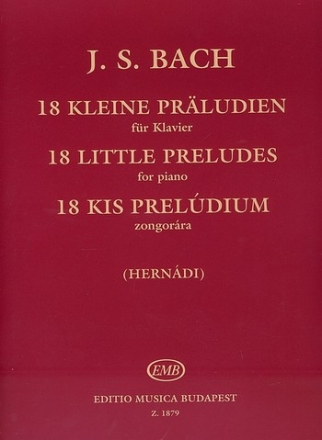 J. S. BACH
18 KLEINE PRÄLUDIEN
für Klavier
18 LITTLE PRELUDES
for piano
18 KIS PRELÚDIUM
zongorára
(HERNÁDI)
EMB
EDITIO MUSICA BUDAPEST
Z. 1879